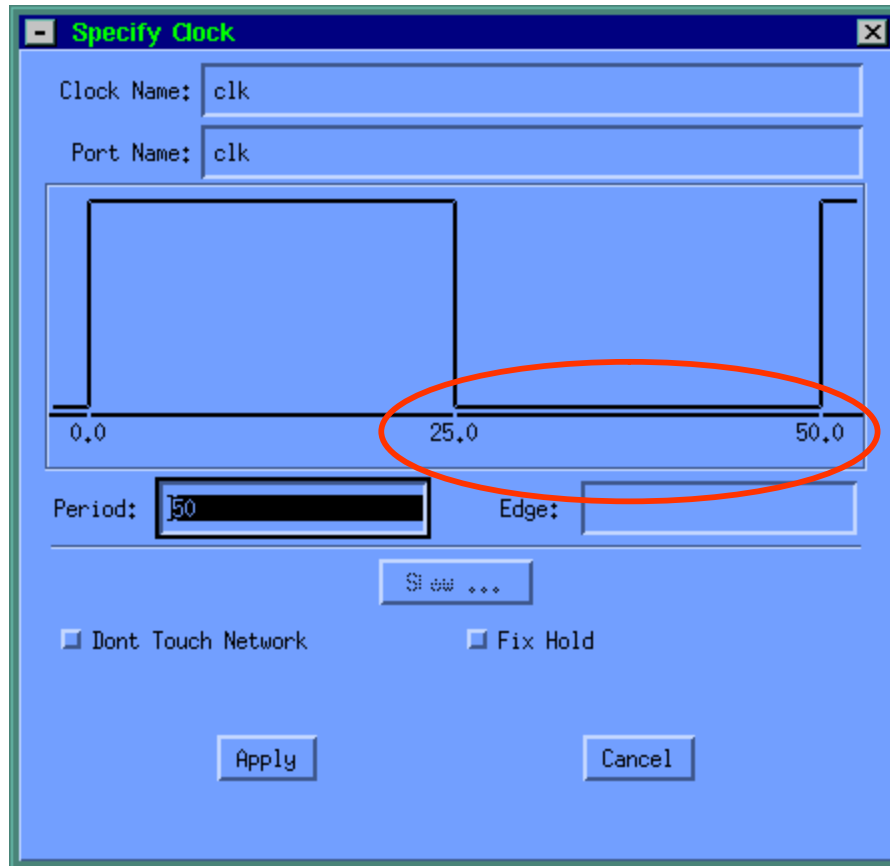 Specify Clock
Clock Name: clk
Port Name: clk
0.0 25.0 50.0
Period: 50 Edge:
Skew ...
Dont Touch Network Fix Hold
Apply Cancel